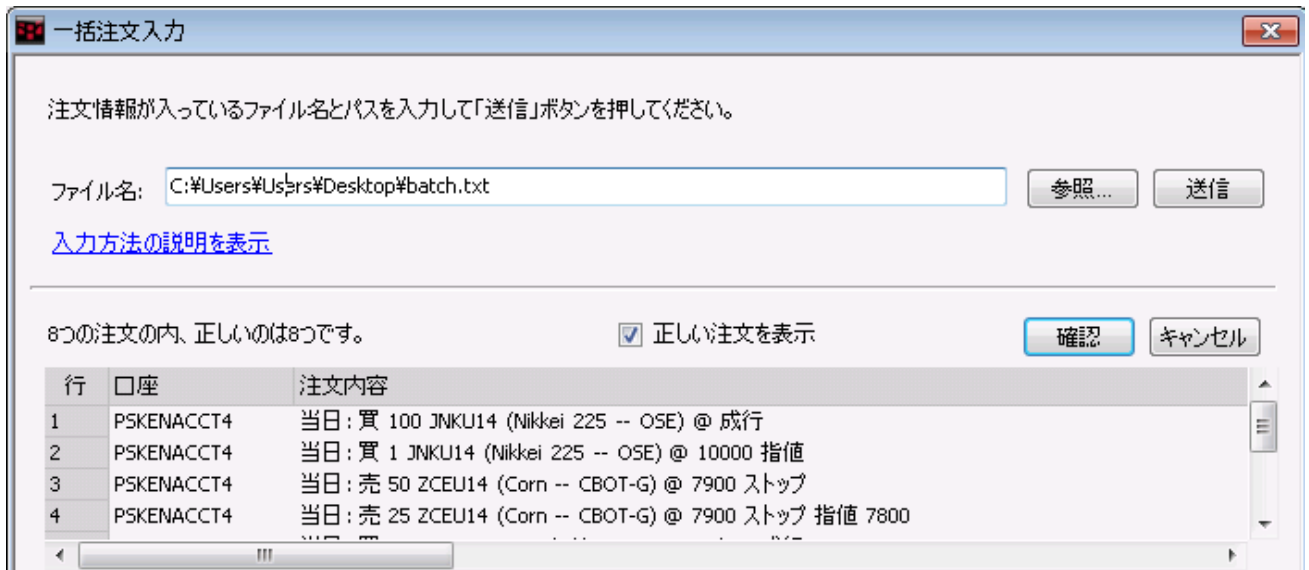 一括注文入力
注文情報が入っているファイル名とパスを入力して「送信」ボタンを押してください。
ファイル名: C:¥Users¥Users¥Desktop¥batch.txt 参照... 送信
入力方法の説明を表示
8つの注文の内、正しいのは8つです。 正しい注文を表示 確認 キャンセル
行 口座 注文内容
1 PSKENACCT4 当日 : 買 100 JNKU14 (Nikkei 225 -- OSE) @ 成行
2 PSKENACCT4 当日 : 買 1 JNKU14 (Nikkei 225 -- OSE) @ 10000 指値
3 PSKENACCT4 当日 : 売 50 ZCEU14 (Corn -- CBOT-G) @ 7900 ストップ
4 PSKENACCT4 当日 : 売 25 ZCEU14 (Corn -- CBOT-G) @ 7900 ストップ 指値 7800